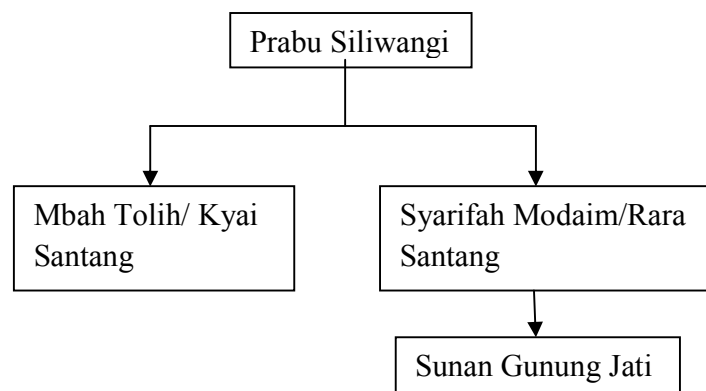 Prabu Siliwangi
Mbah Tolih/ Kyai
Santang
Syarifah Modaim/Rara
Santang
Sunan Gunung Jati